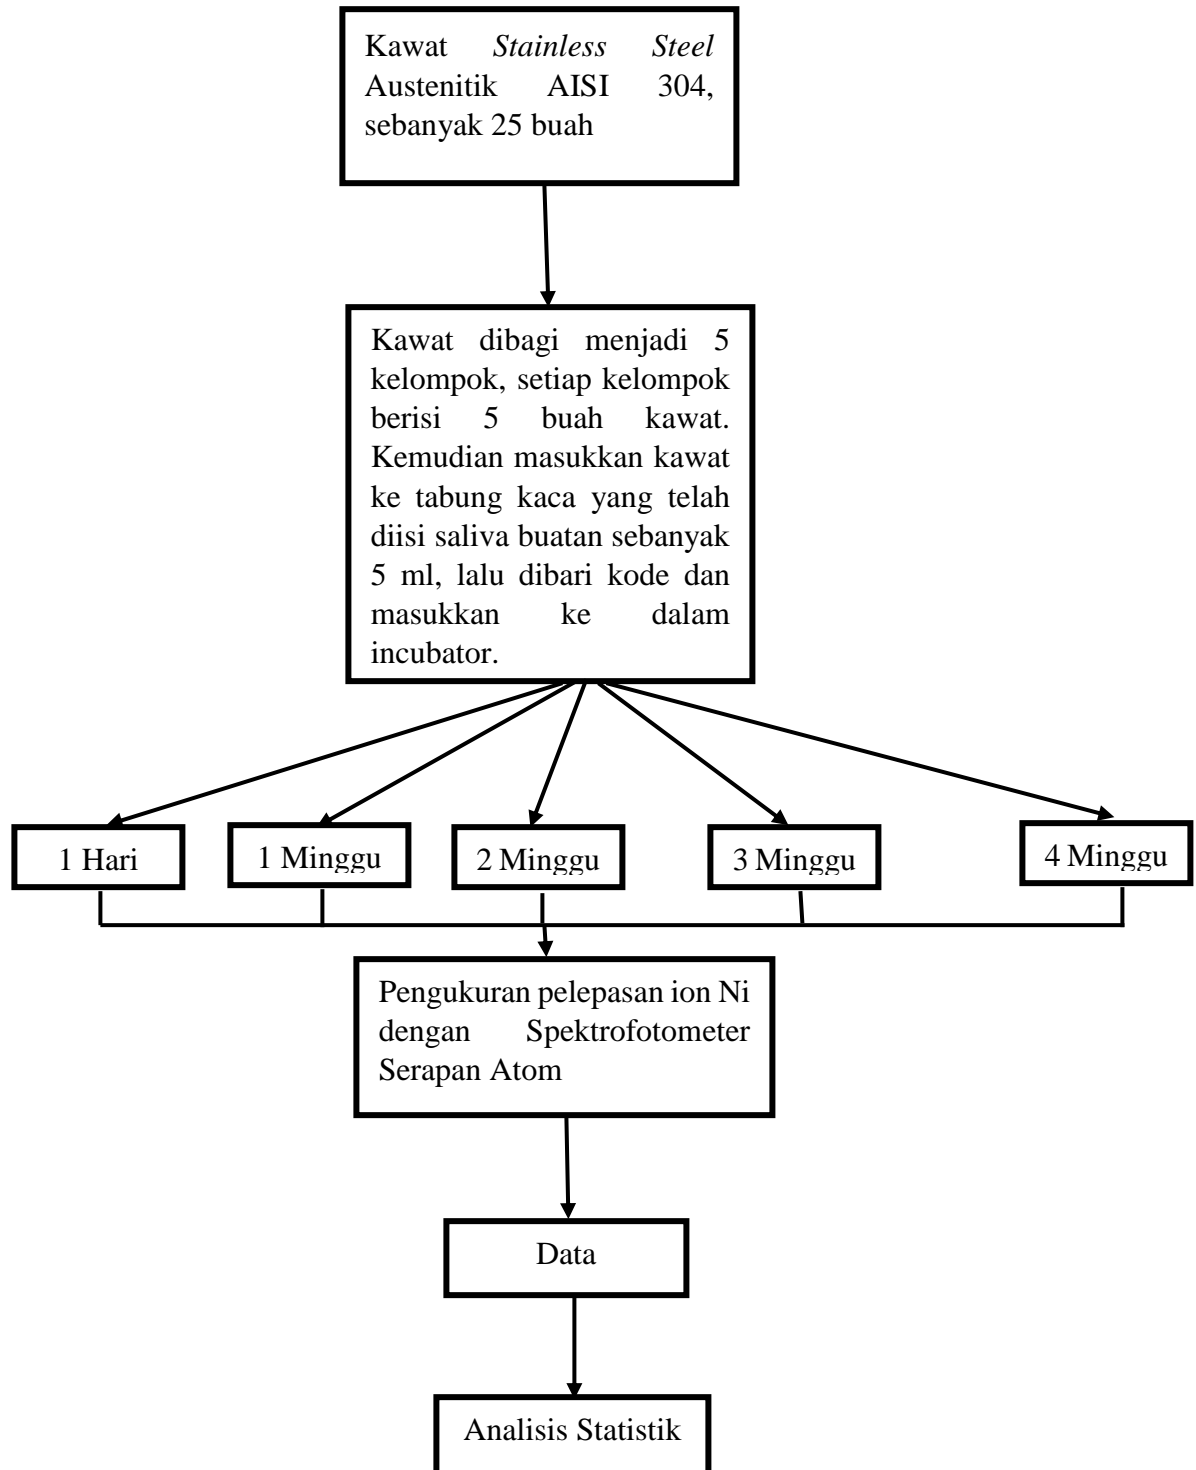 Kawat Stainless Steel
Austenitik AISI 304,
sebanyak 25 buah
Kawat dibagi menjadi 5
kelompok, setiap kelompok
berisi 5 buah kawat.
Kemudian masukkan kawat
ke tabung kaca yang telah
diisi saliva buatan sebanyak
5 ml, lalu dibari kode dan
masukkan ke dalam
incubator.
1 Hari
1 Minggu
2 Minggu
3 Minggu
4 Minggu
Pengukuran pelepasan ion Ni
dengan Spektrofotometer
Serapan Atom
Data
Analisis Statistik